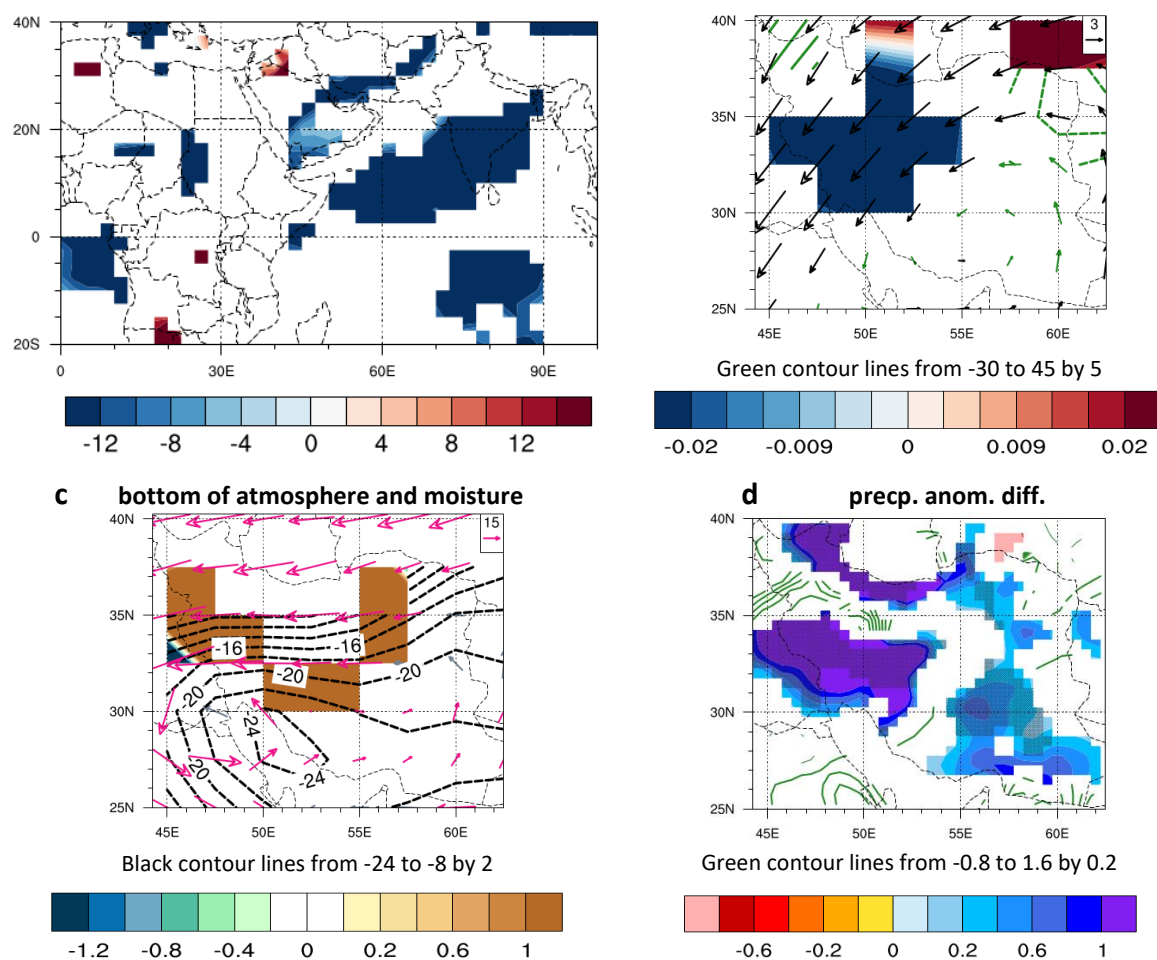 40N
20N
0
20S
0 30E 60E 90E
-12 -8 -4 0 4 8 12
40N
35N
30N
25N
3
45E 50E 55E 60E
Green contour lines from -30 to 45 by 5
-0.02 -0.009 0 0.009 0.02
c bottom of atmosphere and moisture
40N
35N
30N
25N
15
-16 -16
-20 -20 -20
-24
-20 -24
45E 50E 55E 60E
Black contour lines from -24 to -8 by 2
-1.2 -0.8 -0.4 0 0.2 0.6 1
d precp. anom. diff.
40N
35N
30N
25N
45E 50E 55E 60E
Green contour lines from -0.8 to 1.6 by 0.2
-0.6 -0.2 0 0.2 0.6 1